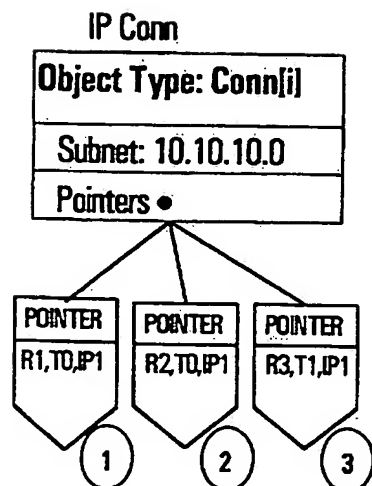 IP Conn
Object Type: Conn[i]
Subnet: 10.10.10.0
Pointers
POINTER POINTER POINTER
R1,T0,IP1 R2,T0,IP1 R3,T1,IP1
1 2 3